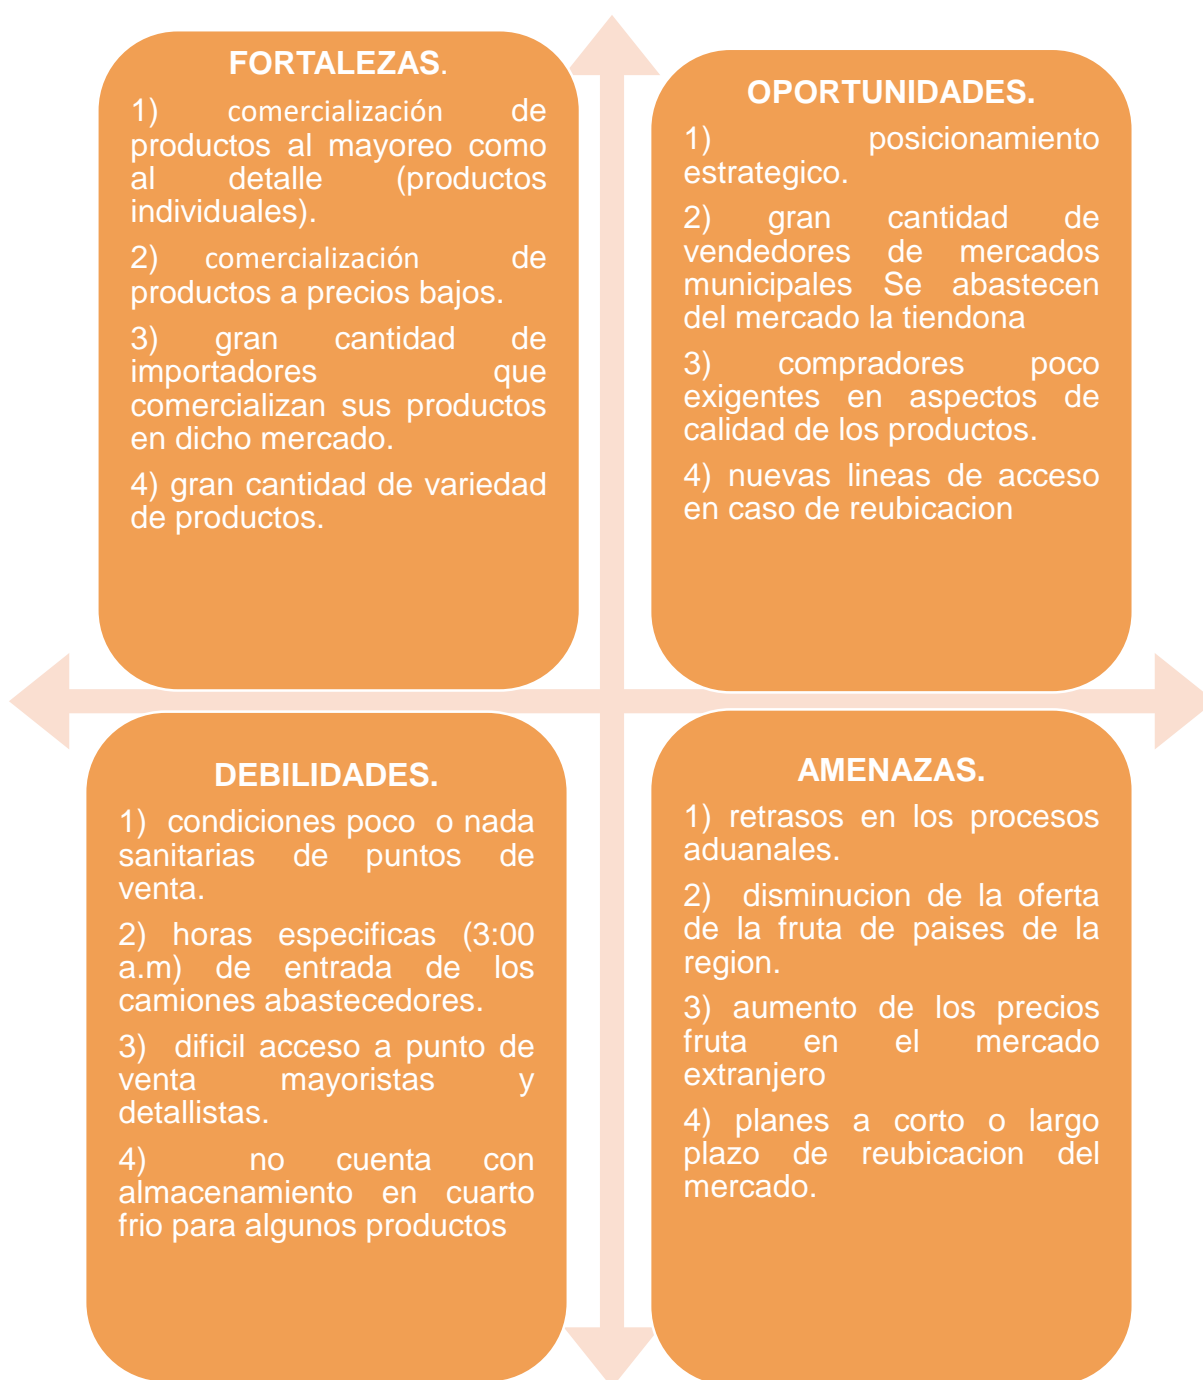 FORTALEZAS.
1) comercialización de
productos al mayoreo como
al detalle (productos
individuales).
2) comercialización de
productos a precios bajos.
3) gran cantidad de
importadores que
comercializan sus productos
en dicho mercado.
4) gran cantidad de variedad
de productos.
OPORTUNIDADES.
1) posicionamiento
estrategico.
2) gran cantidad de
vendedores de mercados
municipales Se abastecen
del mercado la tiendona
3) compradores poco
exigentes en aspectos de
calidad de los productos.
4) nuevas lineas de acceso
en caso de reubicacion
DEBILIDADES.
1) condiciones poco o nada
sanitarias de puntos de
venta.
2) horas especificas (3:00
a.m) de entrada de los
camiones abastecedores.
3) dificil acceso a punto de
venta mayoristas y
detallistas.
4) no cuenta con
almacenamiento en cuarto
frio para algunos productos
AMENAZAS.
1) retrasos en los procesos
aduanales.
2) disminucion de la oferta
de la fruta de paises de la
region.
3) aumento de los precios
fruta en el mercado
extranjero
4) planes a corto o largo
plazo de reubicacion del
mercado.